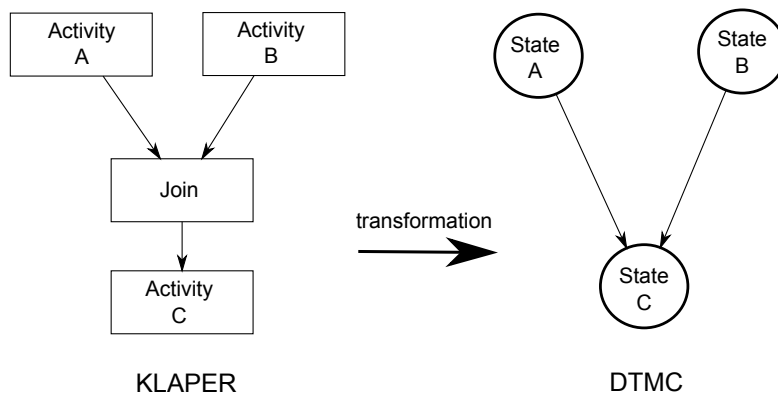 Activity
A
Activity
B
Join
Activity
C
KLAPER
transformation
State
A
State
B
State
C
DTMC